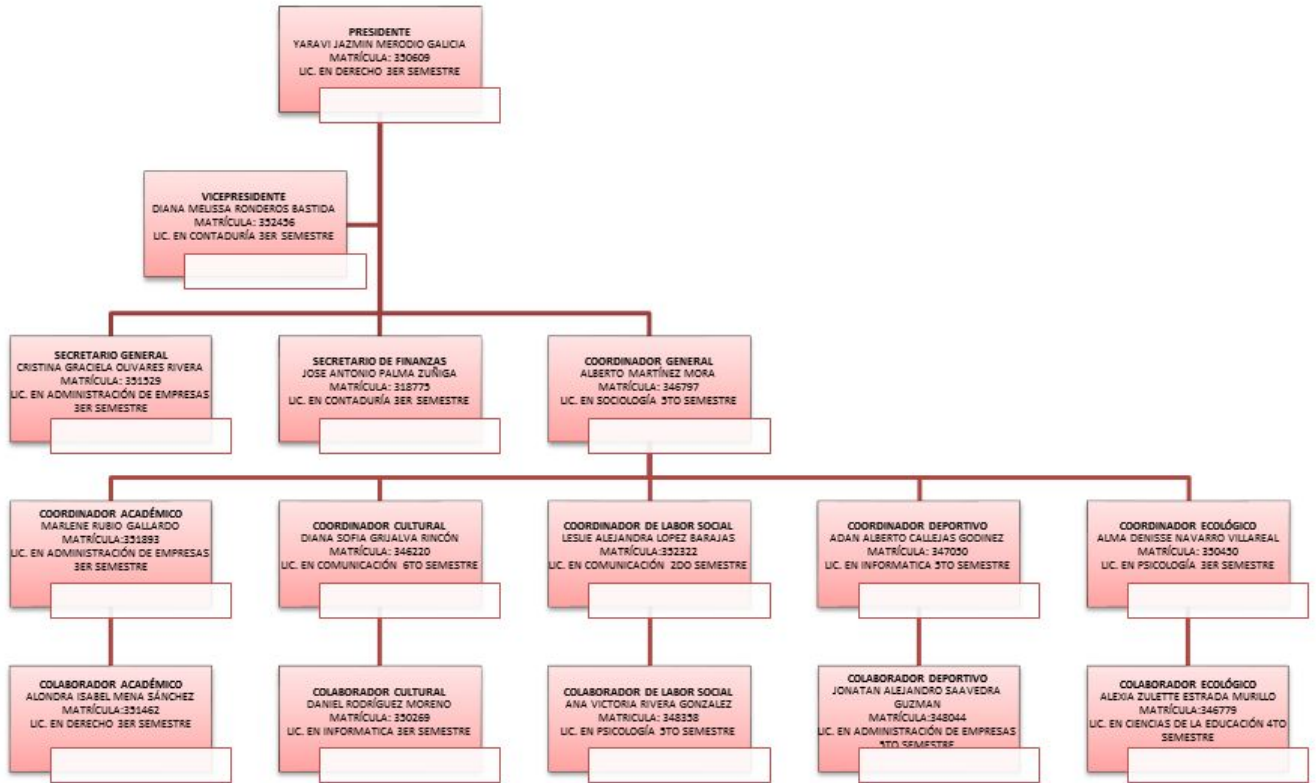 PRESIDENTE
YARAVI JAZMIN MERODIO GALICIA
MATRÍCULA: 350609
LIC. EN DERECHO 3ER SEMESTRE
VICEPRESIDENTE
DIANA MELISSA RONDEROS BASTIDA
MATRÍCULA: 352456
LIC. EN CONTADURÍA 3ER SEMESTRE
SECRETARIO GENERAL
CRISTINA GRACIELA OLIVARES RIVERA
MATRÍCULA: 351529
LIC. EN ADMINISTRACIÓN DE EMPRESAS
3ER SEMESTRE
SECRETARIO DE FINANZAS
JOSE ANTONIO PALMA ZUÑIGA
MATRÍCULA: 318775
LIC. EN CONTADURÍA 3ER SEMESTRE
COORDINADOR GENERAL
ALBERTO MARTÍNEZ MORA
MATRÍCULA: 346797
LIC. EN SOCIOLOGÍA 5TO SEMESTRE
COORDINADOR ACADÉMICO
MARLENE RUBIO GALLARDO
MATRÍCULA:351893
LIC. EN ADMINISTRACIÓN DE EMPRESAS
3ER SEMESTRE
COORDINADOR CULTURAL
DIANA SOFIA GRIJALVA RINCÓN
MATRÍCULA: 346220
LIC. EN COMUNICACIÓN 6TO SEMESTRE
COORDINADOR DE LABOR SOCIAL
LESLIE ALEJANDRA LOPEZ BARAJAS
MATRÍCULA:352322
LIC. EN COMUNICACIÓN 2DO SEMESTRE
COORDINADOR DEPORTIVO
ADAN ALBERTO CALLEJAS GODINEZ
MATRÍCULA: 347050
LIC. EN INFORMATICA 5TO SEMESTRE
COORDINADOR ECOLÓGICO
ALMA DENISSE NAVARRO VILLAREAL
MATRÍCULA: 350450
LIC. EN PSICOLOGÍA 3ER SEMESTRE
COLABORADOR ACADÉMICO
ALONDRA ISABEL MENA SÁNCHEZ
MATRÍCULA:351462
LIC. EN DERECHO 3ER SEMESTRE
COLABORADOR CULTURAL
DANIEL RODRÍGUEZ MORENO
MATRÍCULA: 350269
LIC. EN INFORMATICA 3ER SEMESTRE
COLABORADOR DE LABOR SOCIAL
ANA VICTORIA RIVERA GONZALEZ
MATRICULA: 348358
LIC. EN PSICOLOGÍA 5TO SEMESTRE
COLABORADOR DEPORTIVO
JONATAN ALEJANDRO SAAVEDRA
GUZMAN
MATRÍCULA:348044
LIC. EN ADMINISTRACIÓN DE EMPRESAS
5TO SEMESTRE
COLABORADOR ECOLÓGICO
ALEXIA ZULETTE ESTRADA MURILLO
MATRÍCULA:346779
LIC. EN CIENCIAS DE LA EDUCACIÓN 4TO
SEMESTRE